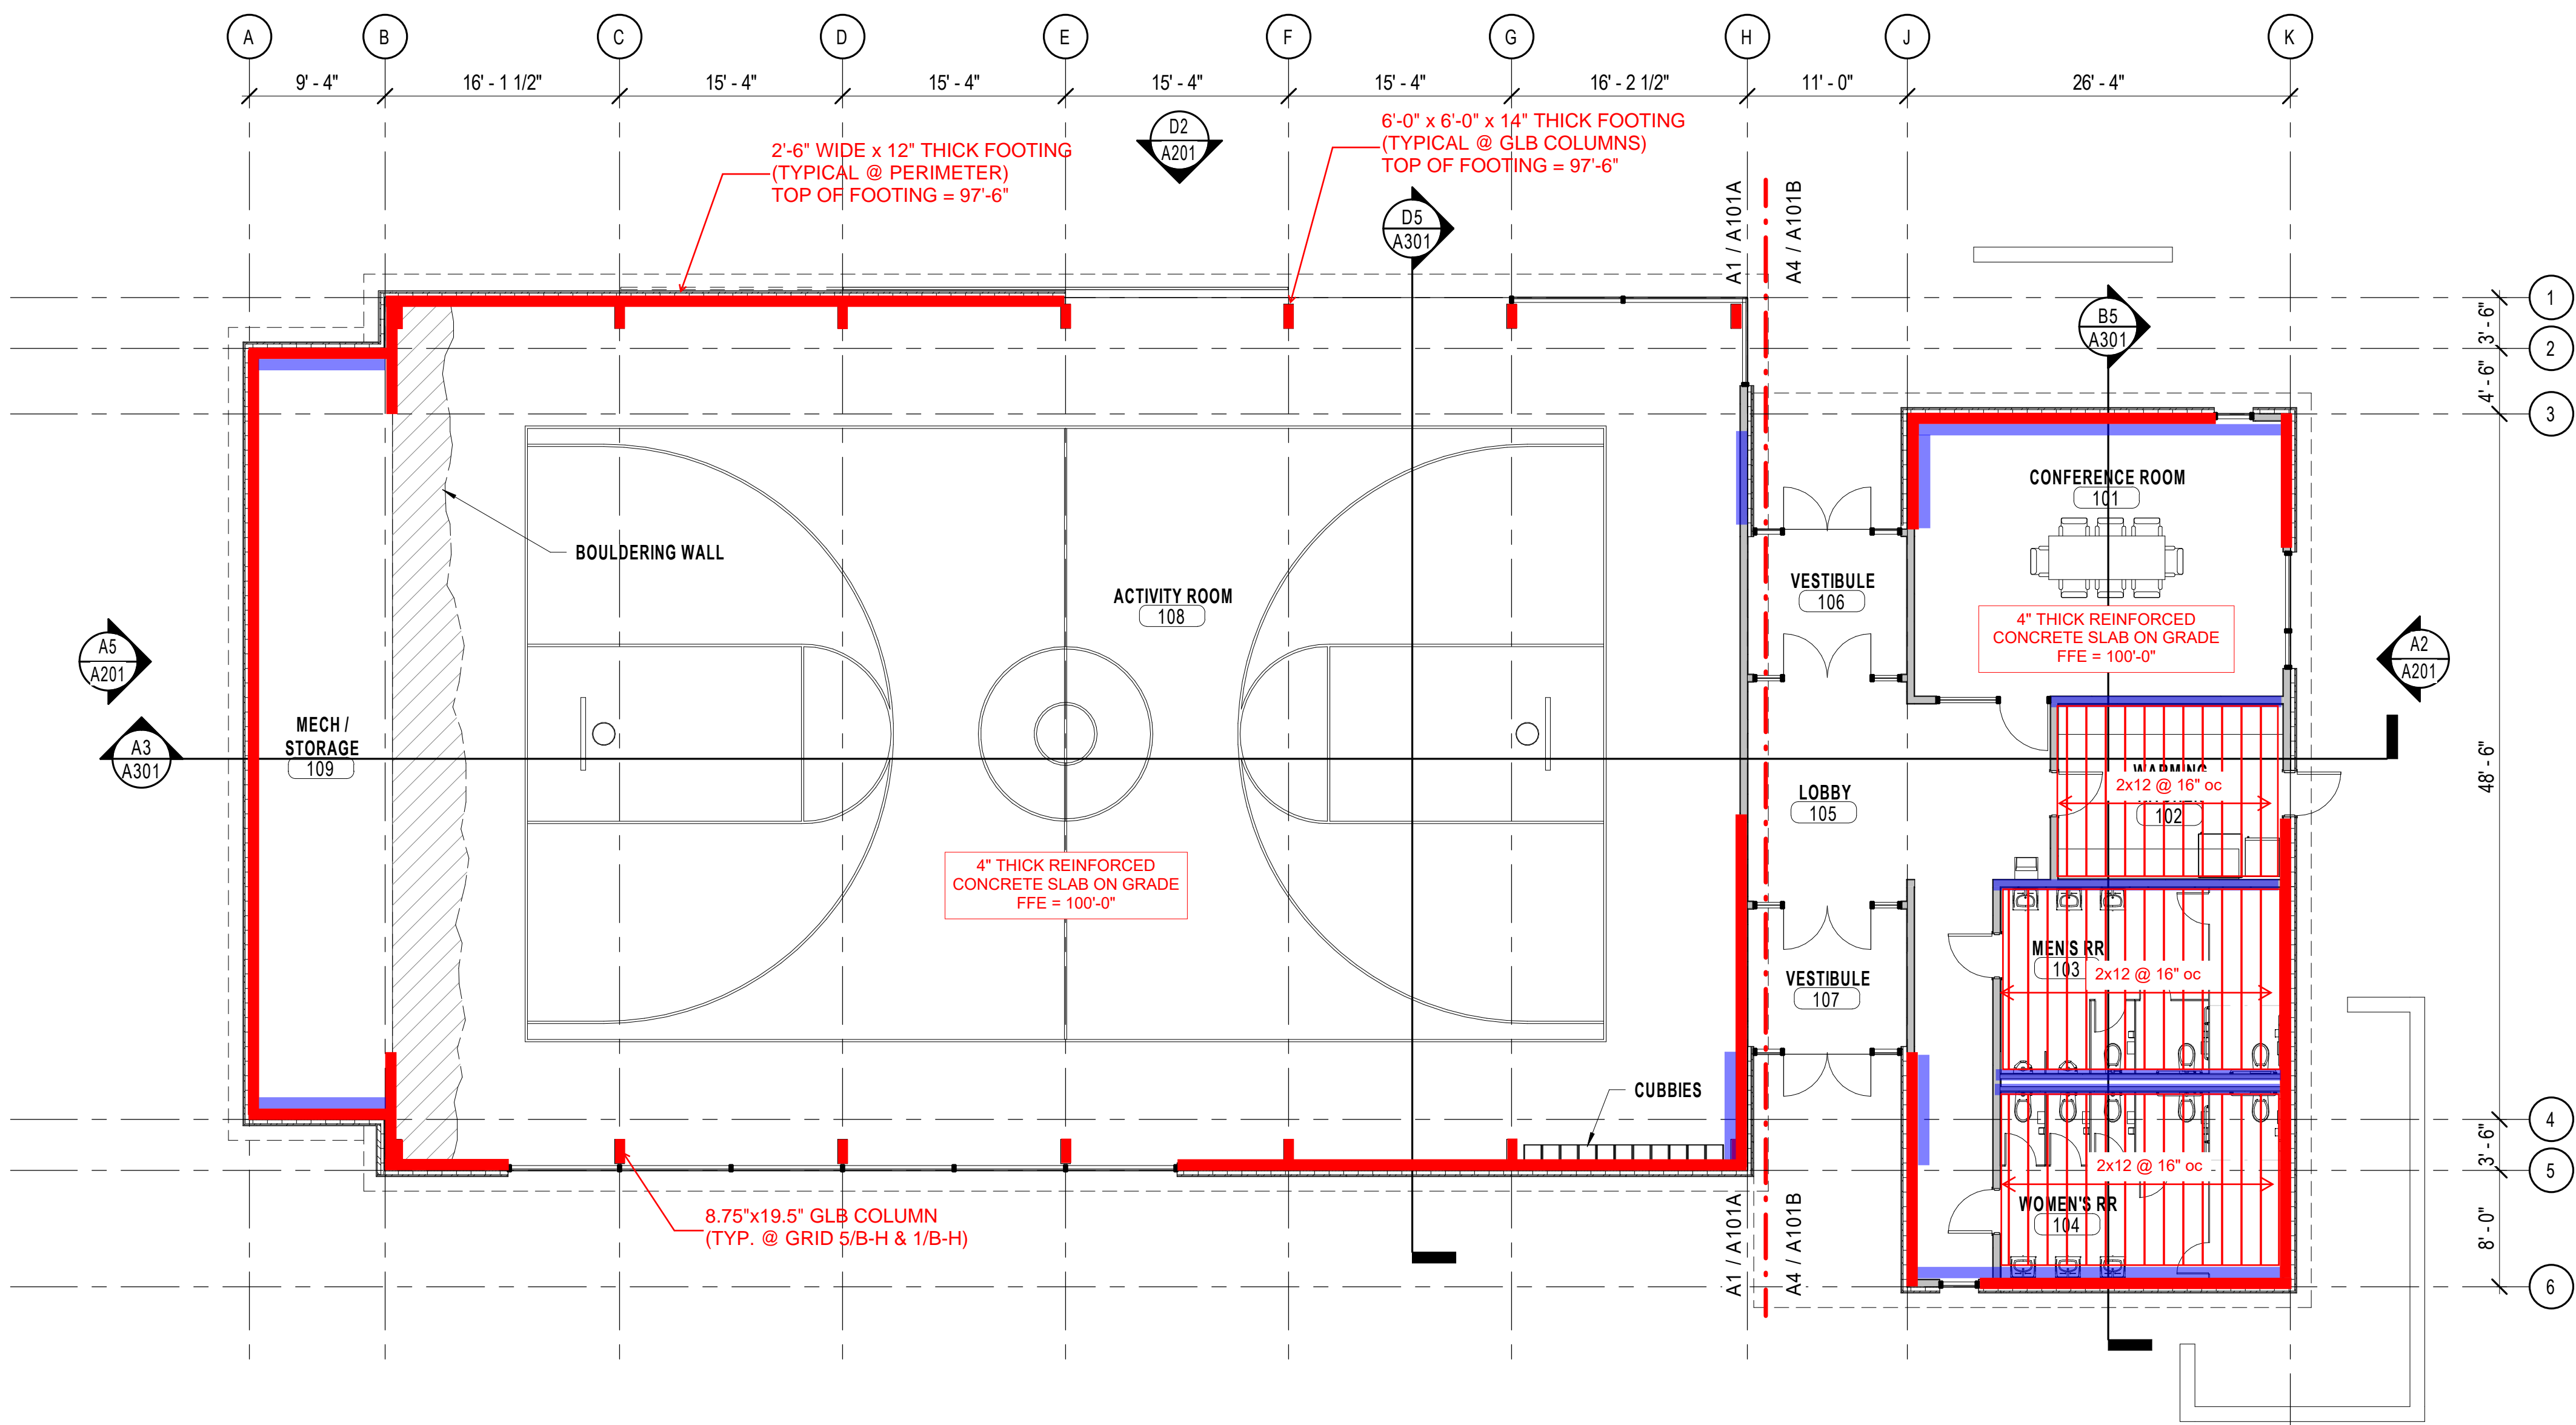 A
B
C
D
E
F
G
H
J
K
9' - 4"
16' - 1 1/2"
15' - 4"
15' - 4"
15' - 4"
15' - 4"
16' - 2 1/2"
11' - 0"
26' - 4"
D2
A201
2'-6" WIDE x 12" THICK FOOTING
(TYPICAL @ PERIMETER)
TOP OF FOOTING = 97'-6"
6'-0" x 6'-0" x 14" THICK FOOTING
(TYPICAL @ GLB COLUMNS)
TOP OF FOOTING = 97'-6"
D5
A301
A1 / A101A
A4 / A101B
B5
A301
1
3' - 6"
2
4' - 6"
3
CONFERENCE ROOM
101
BOULDERING WALL
ACTIVITY ROOM
108
VESTIBULE
106
4" THICK REINFORCED
CONCRETE SLAB ON GRADE
FFE = 100'-0"
A5
A201
A2
A201
MECH /
STORAGE
109
A3
A301
LOBBY
105
WARMING
2x12 @ 16" oc
102
48' - 6"
4" THICK REINFORCED
CONCRETE SLAB ON GRADE
FFE = 100'-0"
MEN'S RR
103
2x12 @ 16" oc
VESTIBULE
107
CUBBIES
4
3' - 6"
5
2x12 @ 16" oc
WOMEN'S RR
104
8.75"x19.5" GLB COLUMN
(TYP. @ GRID 5/B-H & 1/B-H)
A1 / A101A
A4 / A101B
8' - 0"
6